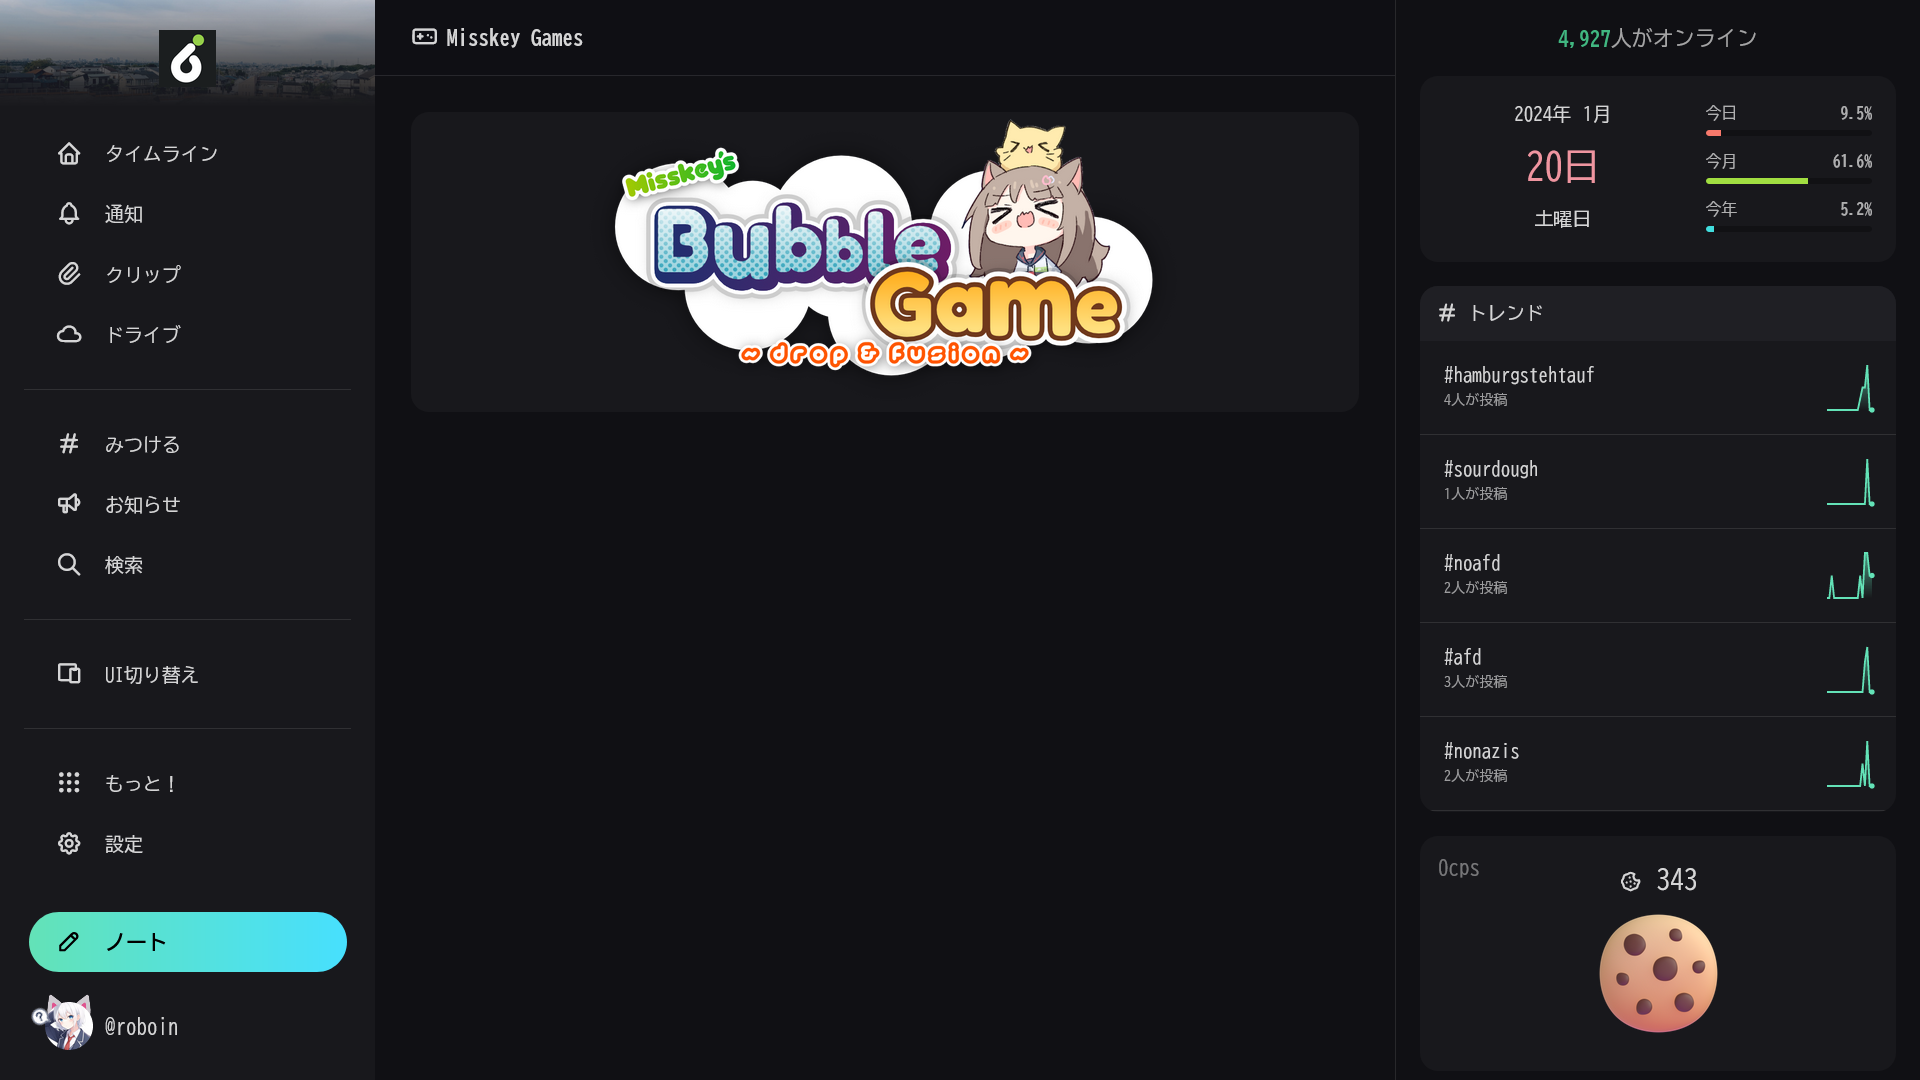 タイムライン
通知
クリップ
ドライブ
みつける
お知らせ
検索
UI切り替え
もっと！
設定
ノート
@roboin
Misskey Games
Misskey's
Bubble
Game
~ drop & fusion ~
4,927人がオンライン
2024年 1月
20日
土曜日
今日 9.5%
今月 61.6%
今年 5.2%
トレンド
#hamburgstehtauf
4人が投稿
#sourdough
1人が投稿
#noafd
2人が投稿
#afd
3人が投稿
#nonazis
2人が投稿
0cps
343